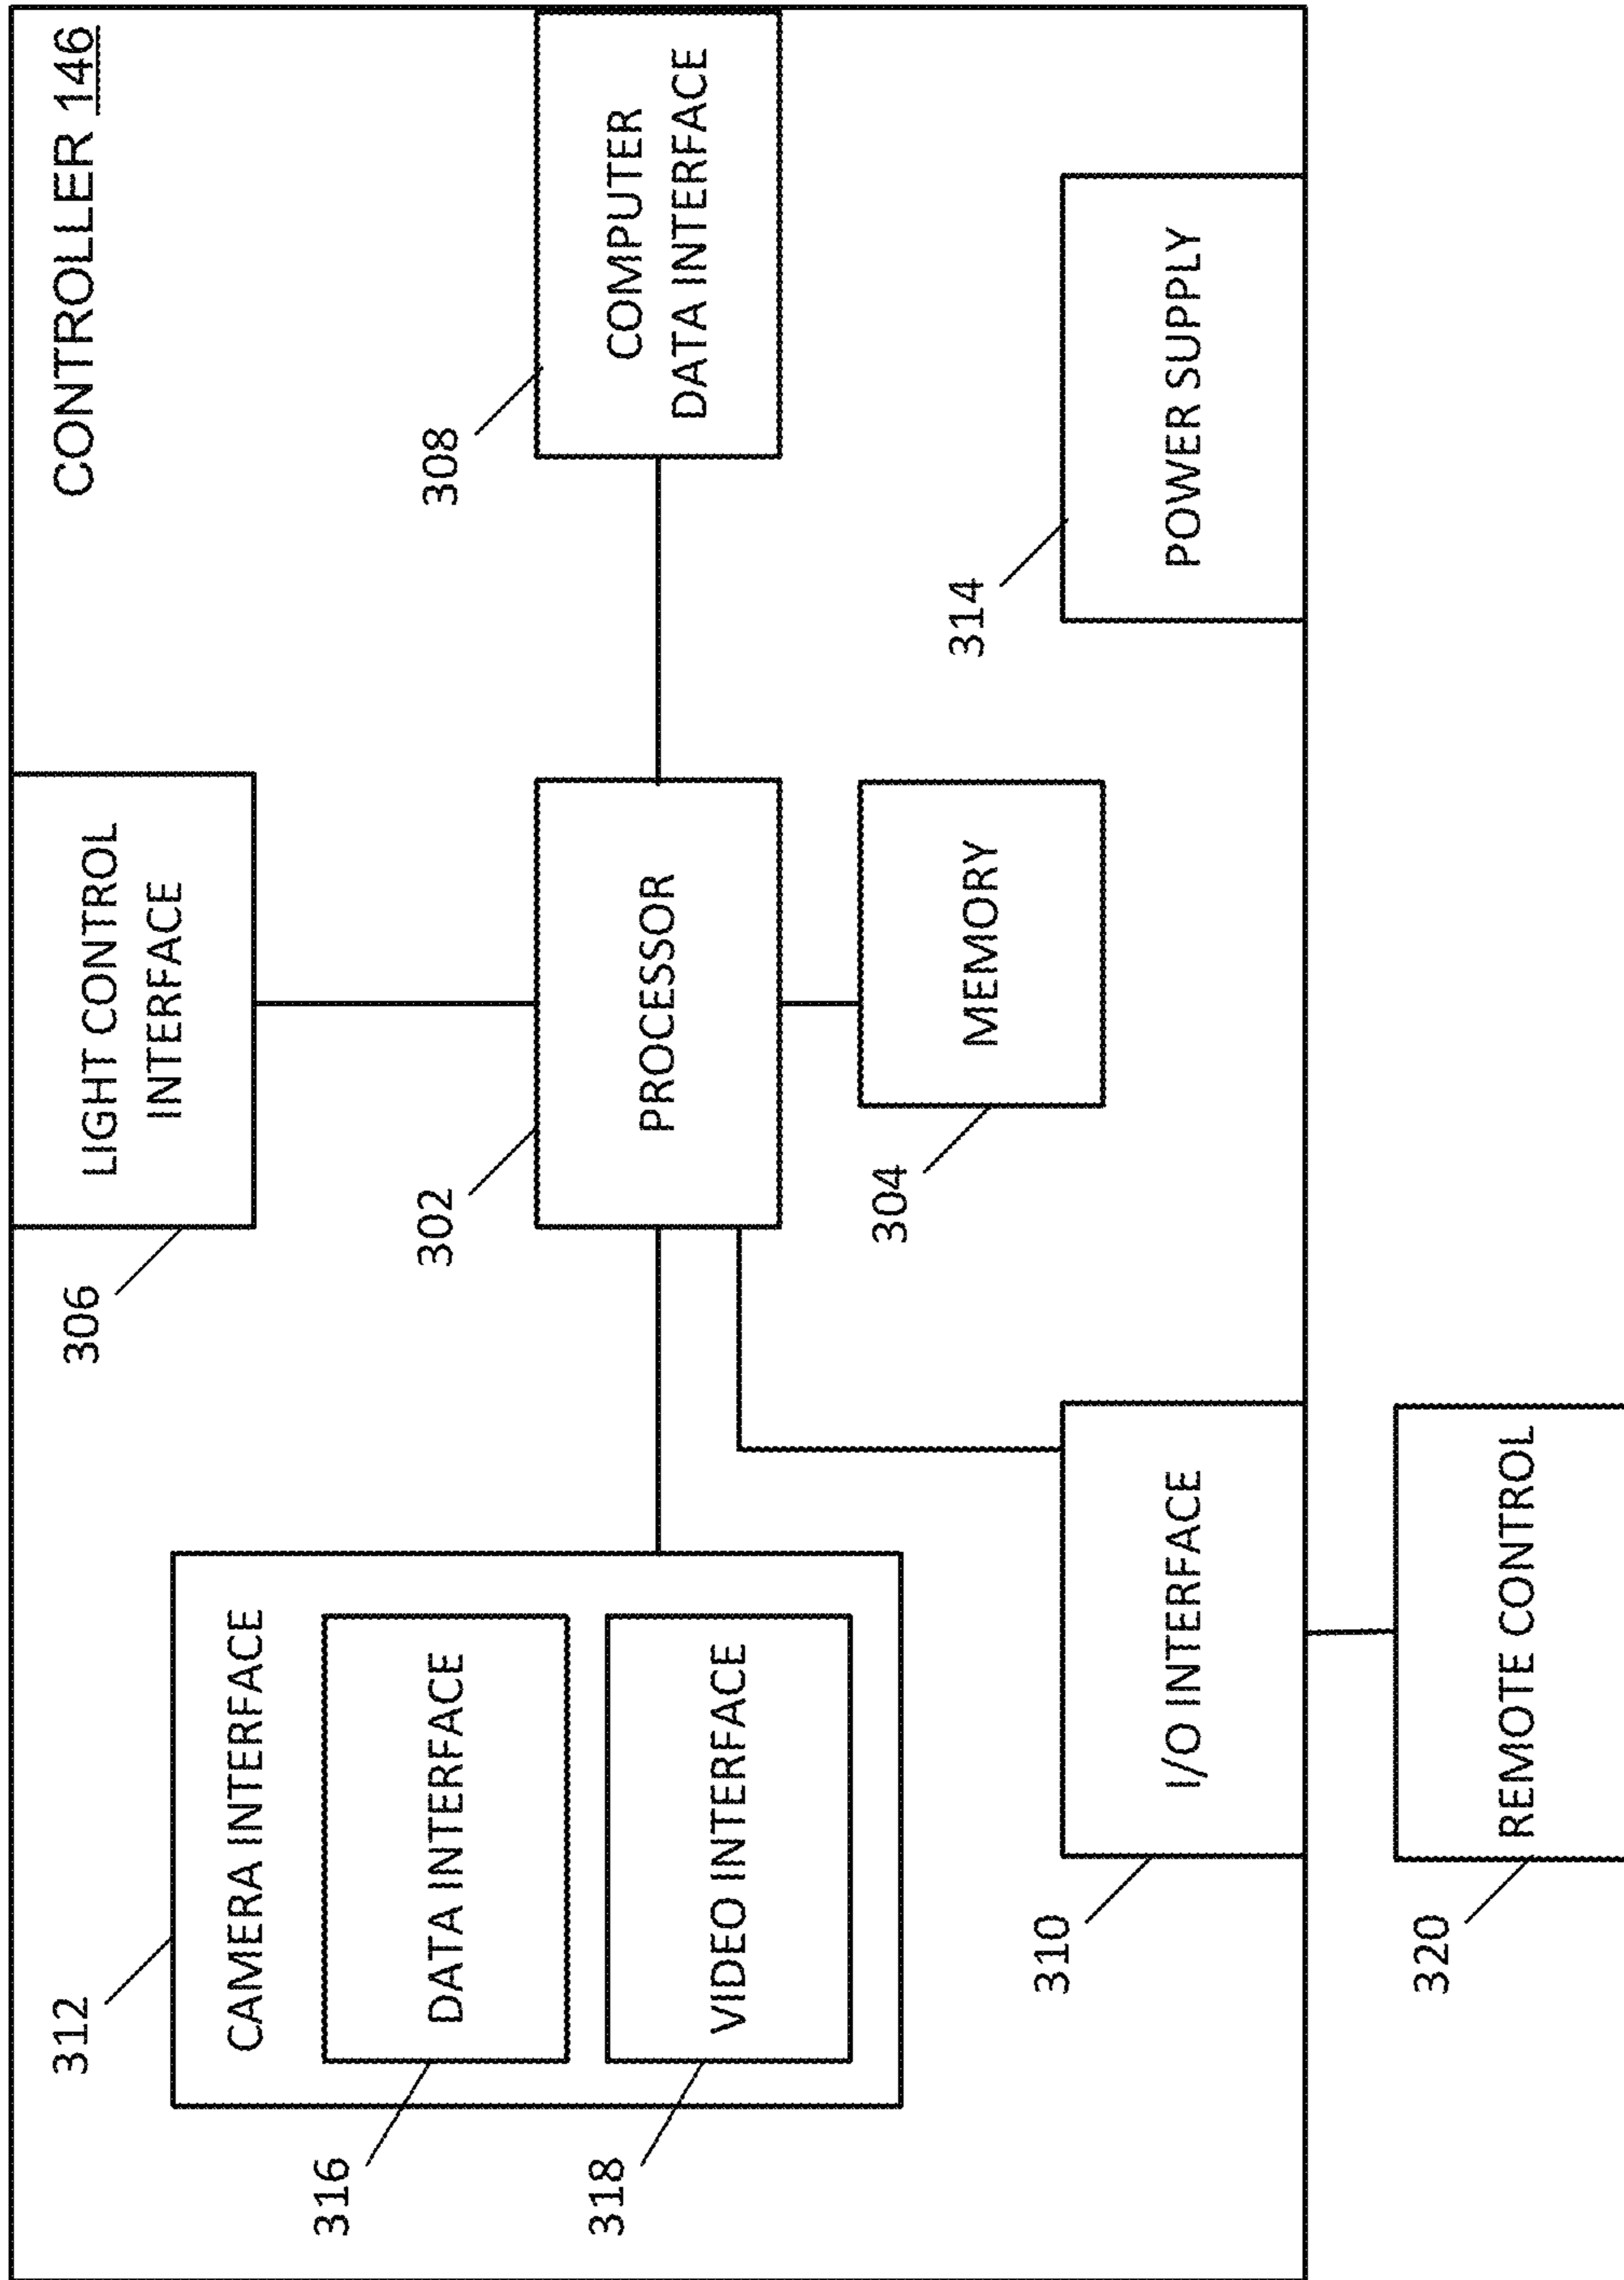 CONTROLLER 146
312
CAMERA INTERFACE
316
DATA INTERFACE
318
VIDEO INTERFACE
306
LIGHT CONTROL
INTERFACE
302
PROCESSOR
304
MEMORY
308
COMPUTER
DATA INTERFACE
310
I/O INTERFACE
314
POWER SUPPLY
320
REMOTE CONTROL